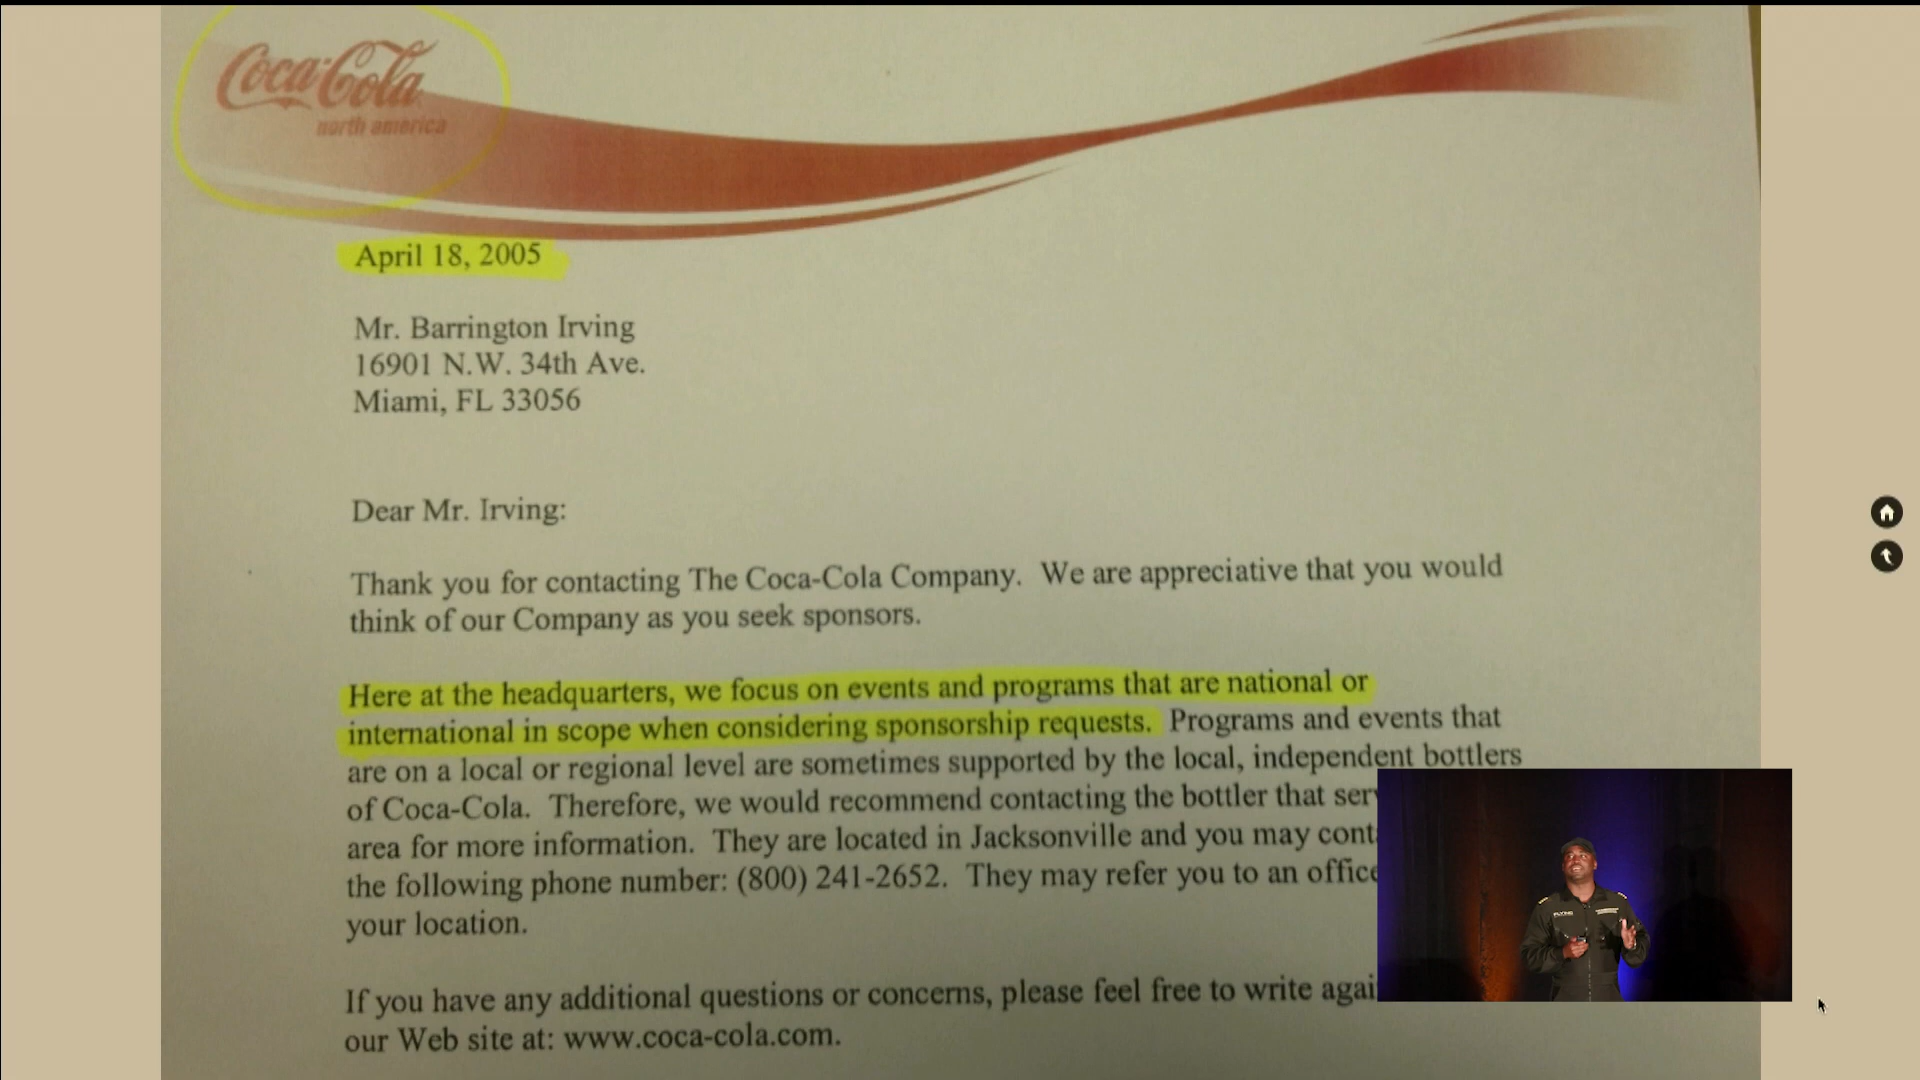 Coca-Cola
north america
April 18, 2005
Mr. Barrington Irving
16901 N.W. 34th Ave.
Miami, FL 33056
Dear Mr. Irving:
Thank you for contacting The Coca-Cola Company. We are appreciative that you would
think of our Company as you seek sponsors.
Here at the headquarters, we focus on events and programs that are national or
international in scope when considering sponsorship requests. Programs and events that
are on a local or regional level are sometimes supported by the local, independent bottlers
of Coca-Cola. Therefore, we would recommend contacting the bottler that
area for more information. They are located in Jacksonville and you may
the following phone number: (800) 241-2652. They may refer you to an
your location.
If you have any additional questions or concerns, please feel free to write
our Web site at: www.coca-cola.com.